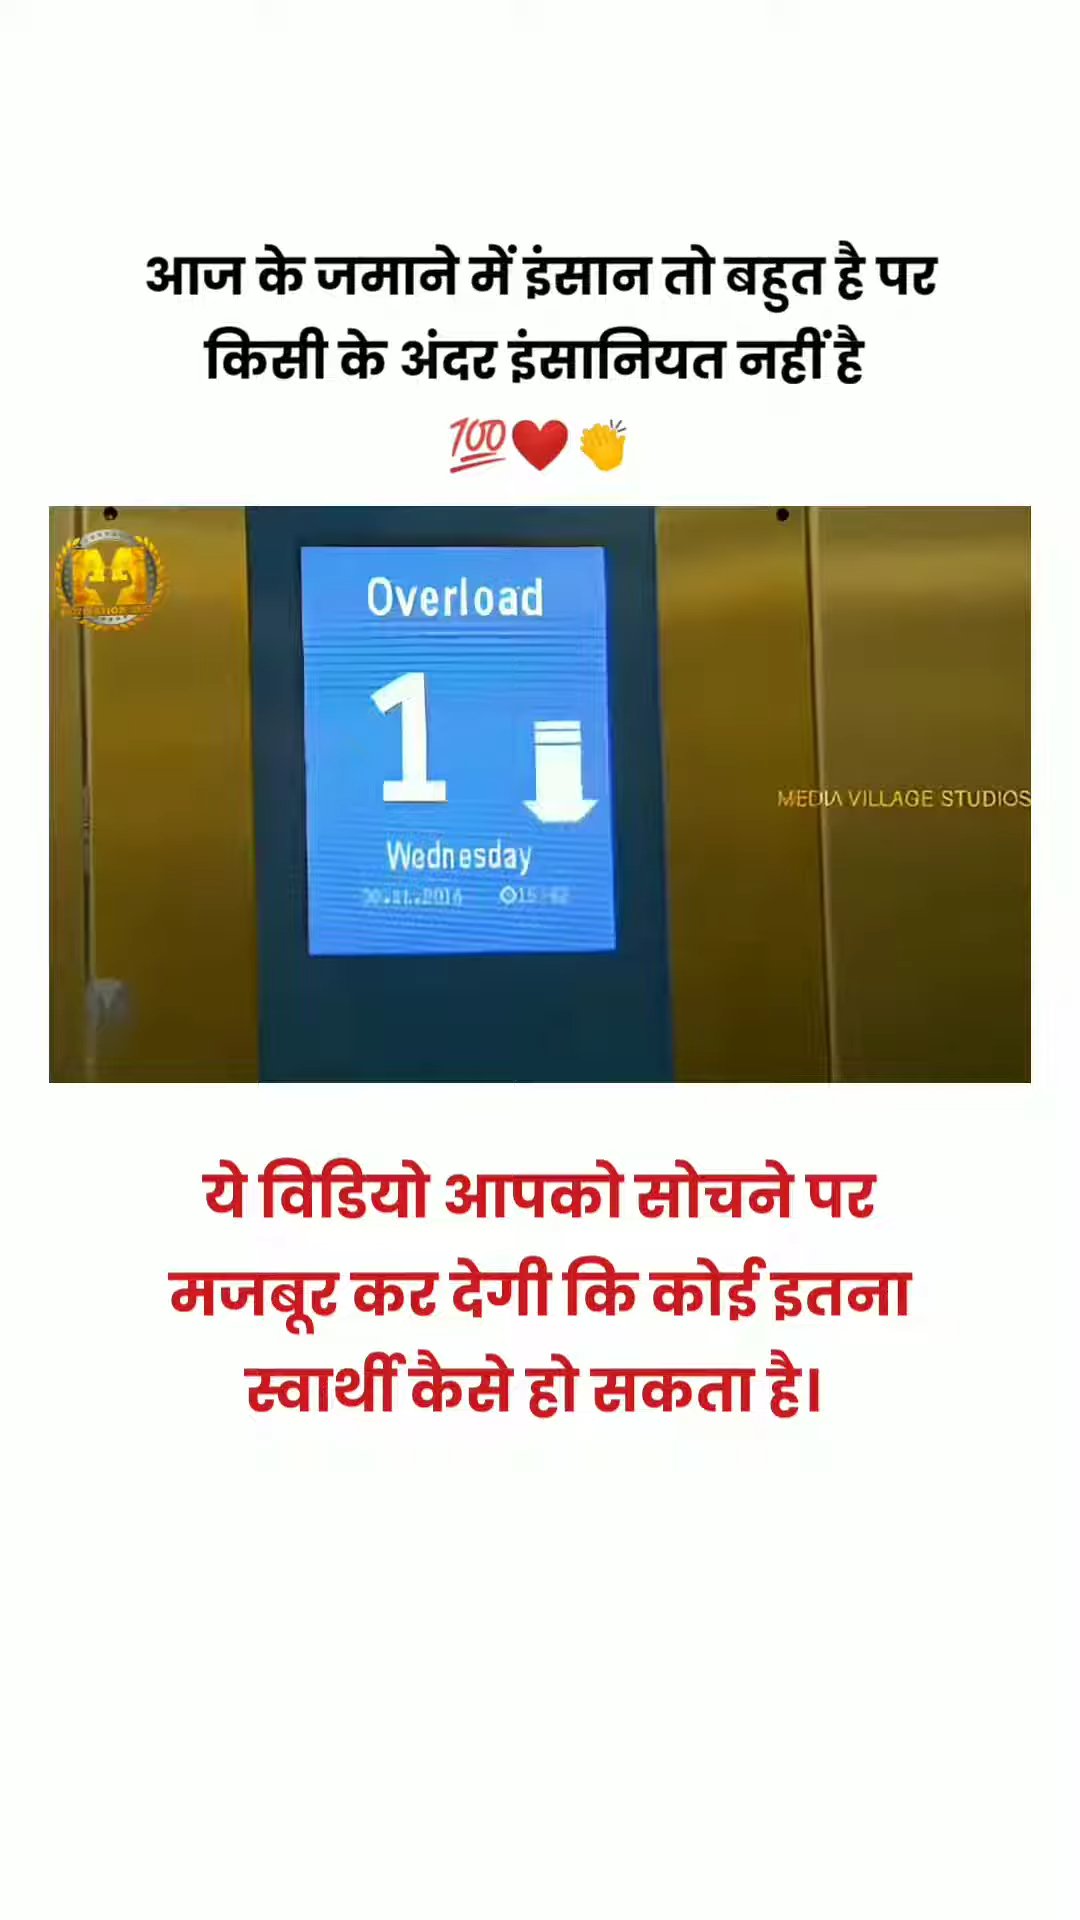 आज के जमाने में इंसान तो बहुत है पर
किसी के अंदर इंसानियत नहीं है
💯❤️👏
Overload
1
Wednesday
MEDIA VILLAGE STUDIOS
ये विडियो आपको सोचने पर
मजबूर कर देगी कि कोई इतना
स्वार्थी कैसे हो सकता है।